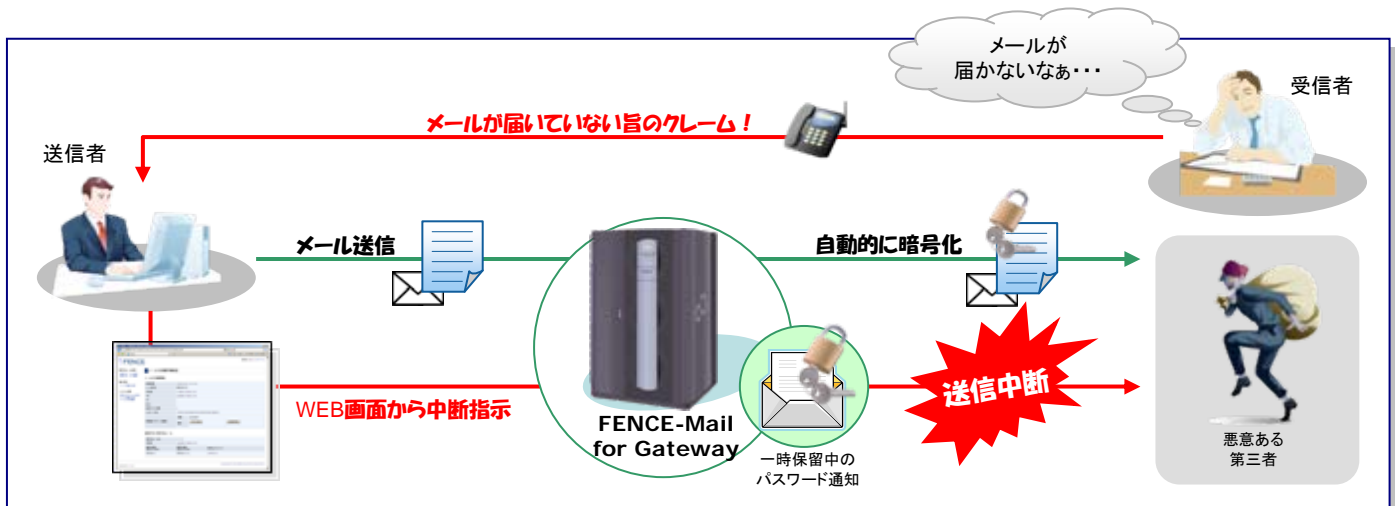 メールが
届かないなぁ・・・
受信者
メールが届いていない旨のクレーム！
送信者
メール送信
自動的に暗号化
FENCE
WEB画面から中断指示
FENCE-Mail
for Gateway
一時保留中の
パスワード通知
送信中断
悪意ある
第三者